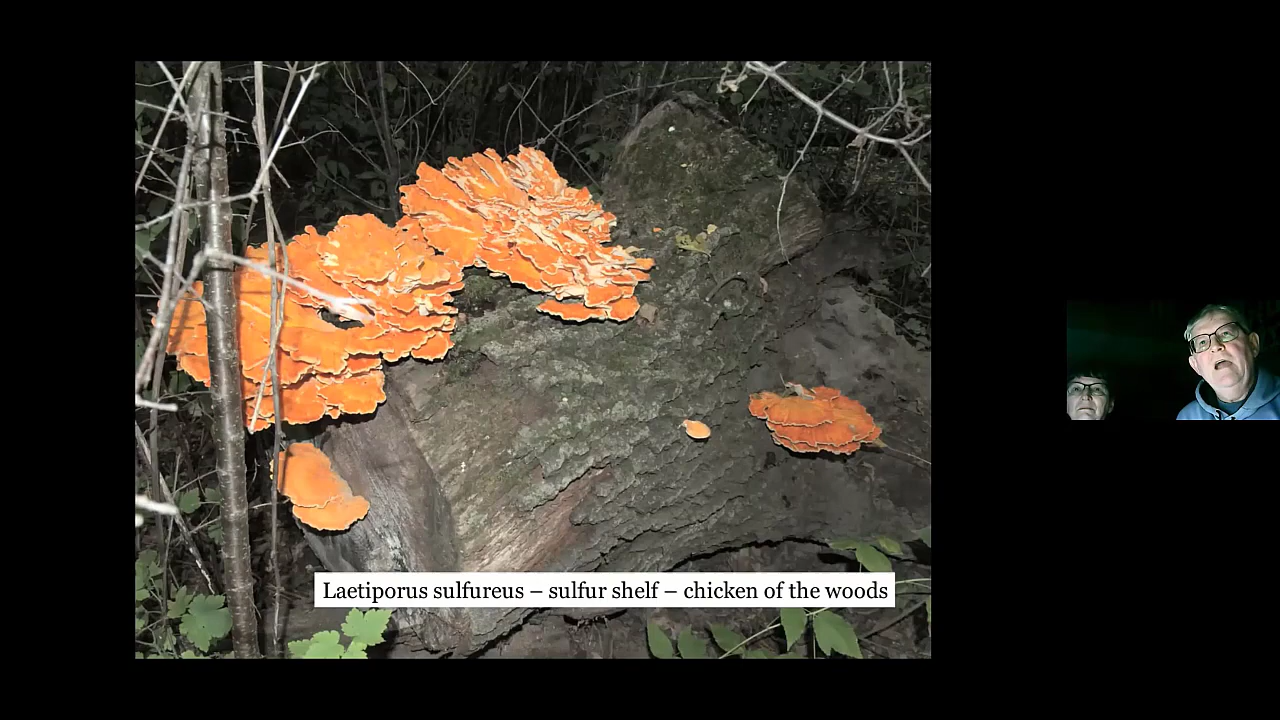 Laetiporus sulfureus – sulfur shelf – chicken of the woods